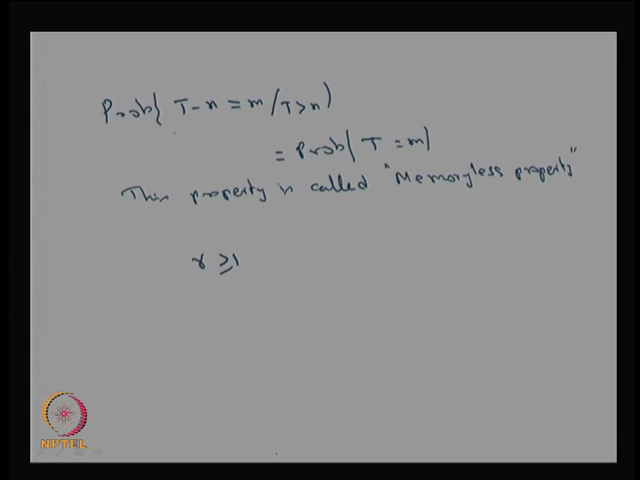 Prob{ T-n = m / T>n)
= Prob( T = m)
This property is called "Memoryless property"
r ≥ 1
NPTEL